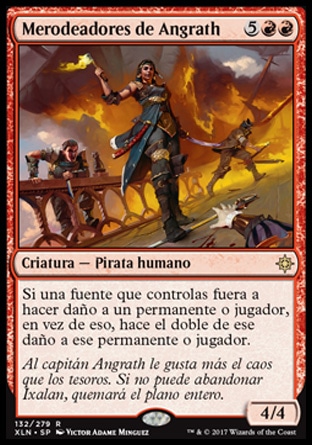 Merodeadores de Angrath 5
Criatura — Pirata humano
Si una fuente que controlas fuera a
hacer daño a un permanente o jugador,
en vez de eso, hace el doble de ese
daño a ese permanente o jugador.
Al capitán Angrath le gusta más el caos
que los tesoros. Si no puede abandonar
Ixalan, quemará el plano entero.
4/4
132/279 R
XLN • SP Victor Adame Minguez
™ & © 2017 Wizards of the Coast